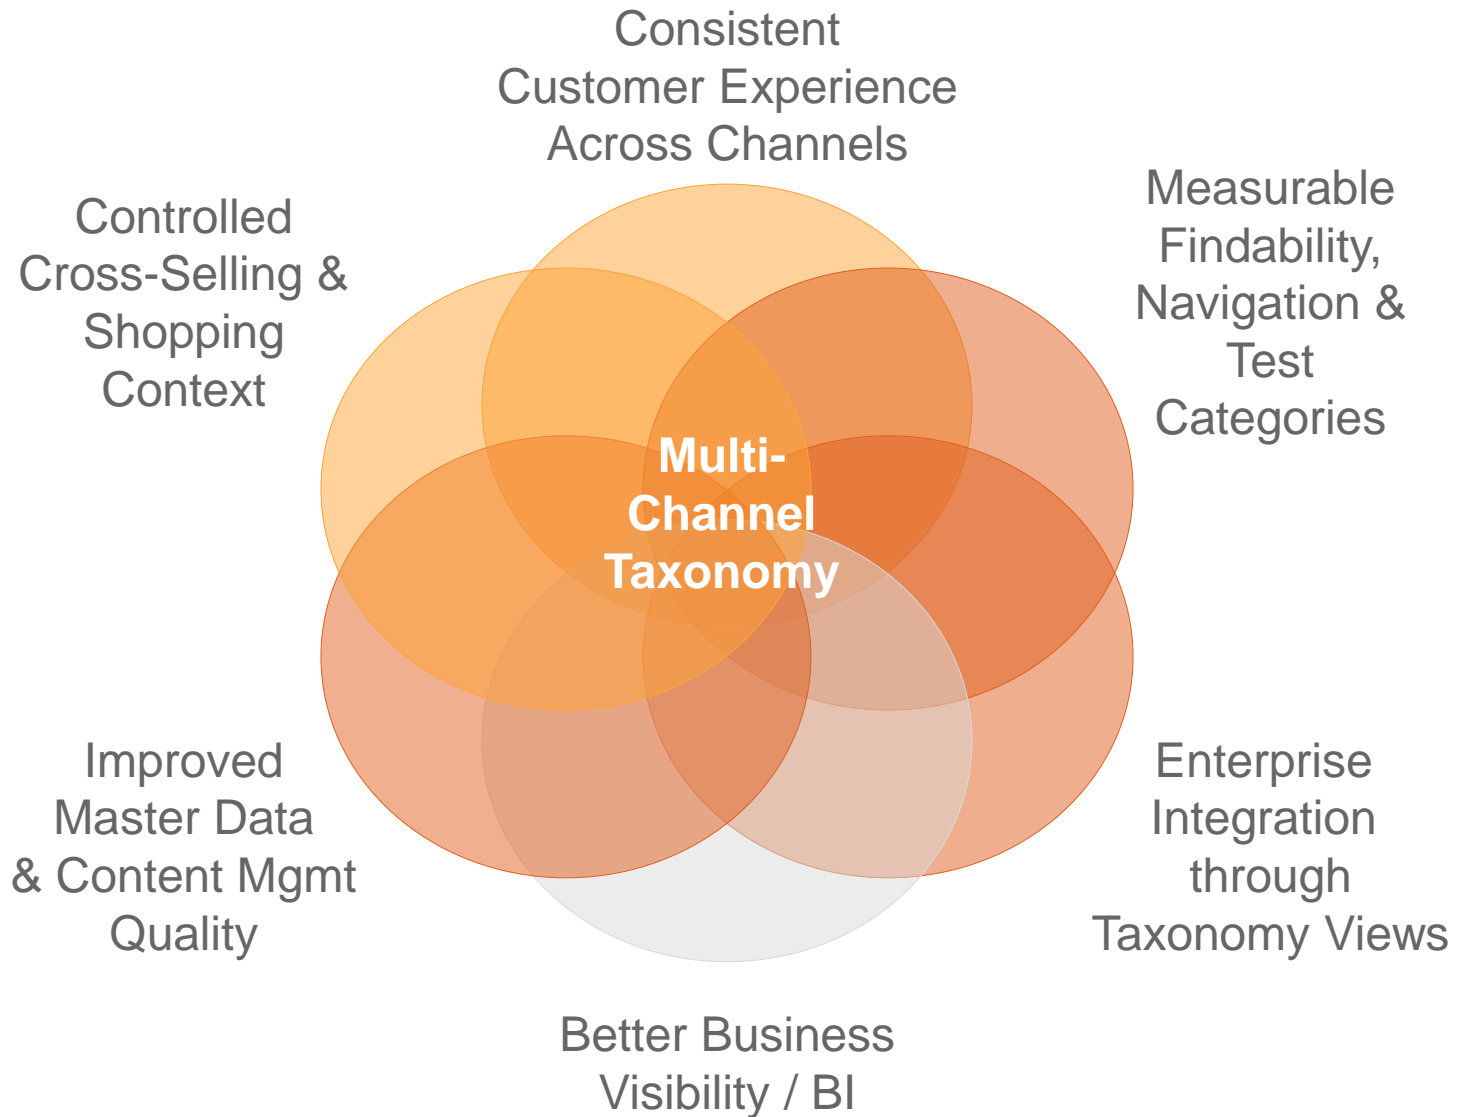 Consistent
Customer Experience
Across Channels
Measurable
Findability,
Navigation &
Test
Categories
Controlled
Cross-Selling &
Shopping
Context
Multi-
Channel
Taxonomy
Improved
Master Data
& Content Mgmt
Quality
Enterprise
Integration
through
Taxonomy Views
Better Business
Visibility / BI